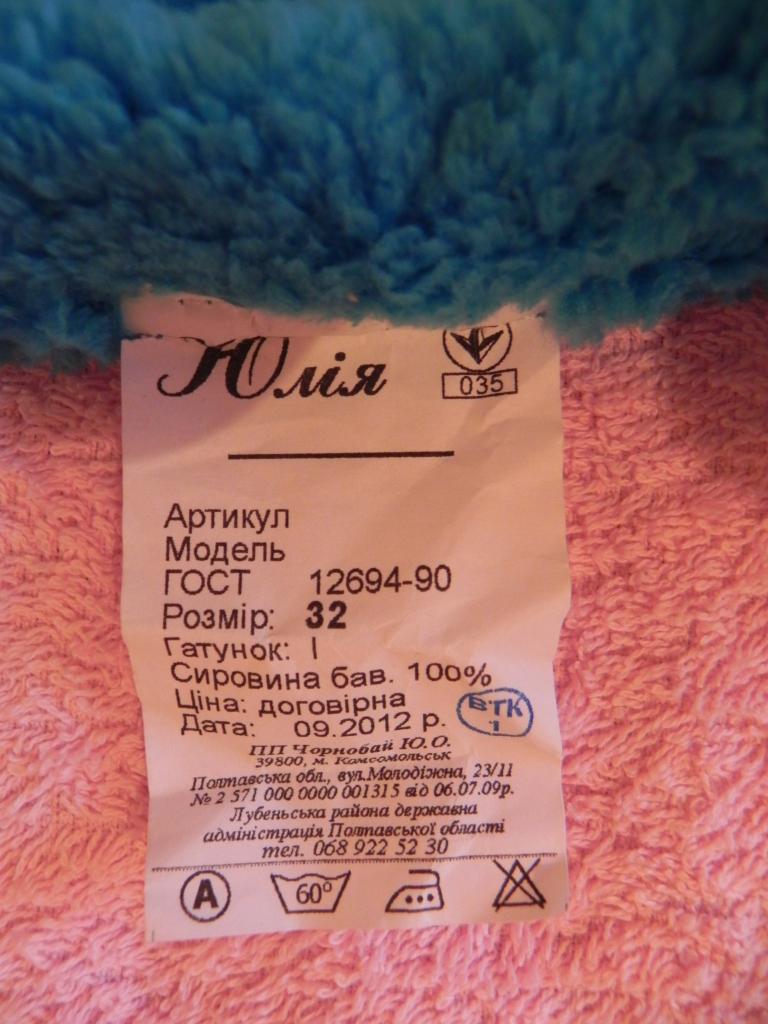 Юлія
035
Артикул
Модель
ГОСТ 12694-90
Розмір: 32
Гатунок: I
Сировина бав. 100%
Ціна: договірна
Дата: 09.2012 р.
ВТК
1
ПП Чорнобай Ю.О.
39800, м. Комсомольськ
Полтавська обл., вул.Молодіжна, 23/11
№ 2 571 000 0000 001315 від 06.07.09р.
Лубенська района державна
адміністрація Полтавської області
тел. 068 922 52 30
A 60°